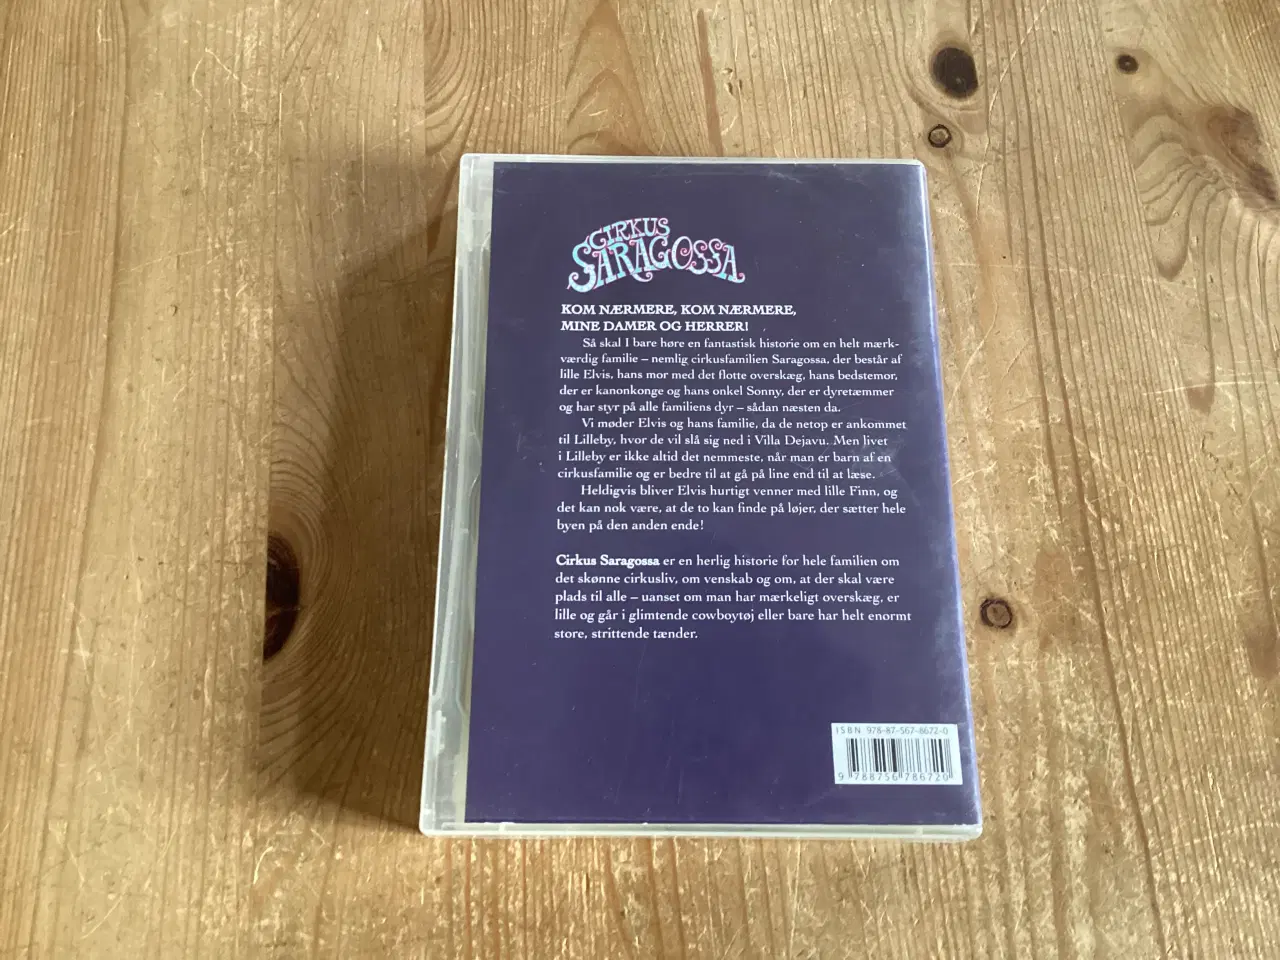 CIRKUS
SARAGOSSA
KOM NÆRMERE, KOM NÆRMERE,
MINE DAMER OG HERRER!
Så skal I bare høre en fantastisk historie om en helt mærk-
værdig familie – nemlig cirkusfamilien Saragossa, der består af
lille Elvis, hans mor med det flotte overskæg, hans bedstemor,
der er kanonkonge og hans onkel Sonny, der er dyretæmmer
og har styr på alle familiens dyr – sådan næsten da.
Vi møder Elvis og hans familie, da de netop er ankommet
til Lilleby, hvor de vil slå sig ned i Villa Dejavu. Men livet
i Lilleby er ikke altid det nemmeste, når man er barn af en
cirkusfamilie og er bedre til at gå på line end til at læse.
Heldigvis bliver Elvis hurtigt venner med lille Finn, og
det kan nok være, at de to kan finde på løjer, der sætter hele
byen på den anden ende!
Cirkus Saragossa er en herlig historie for hele familien om
det skønne cirkusliv, om venskab og om, at der skal være
plads til alle – uanset om man har mærkeligt overskæg, er
lille og går i glimtende cowboytøj eller bare har helt enormt
store, strittende tænder.
ISBN 978-87-567-8672-0
9 788756 786720